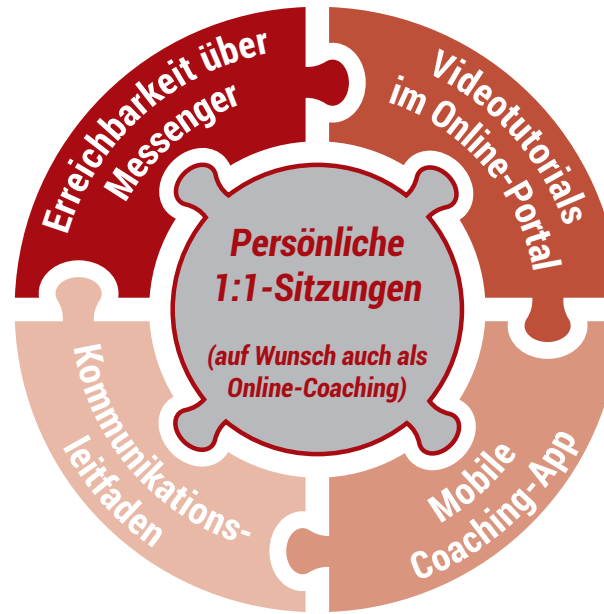 Erreichbarkeit über
Messenger
Videotutorials
im Online-Portal
Persönliche
1:1-Sitzungen
(auf Wunsch auch als
Online-Coaching)
Kommunikations-
leitfaden
Mobile
Coaching-App